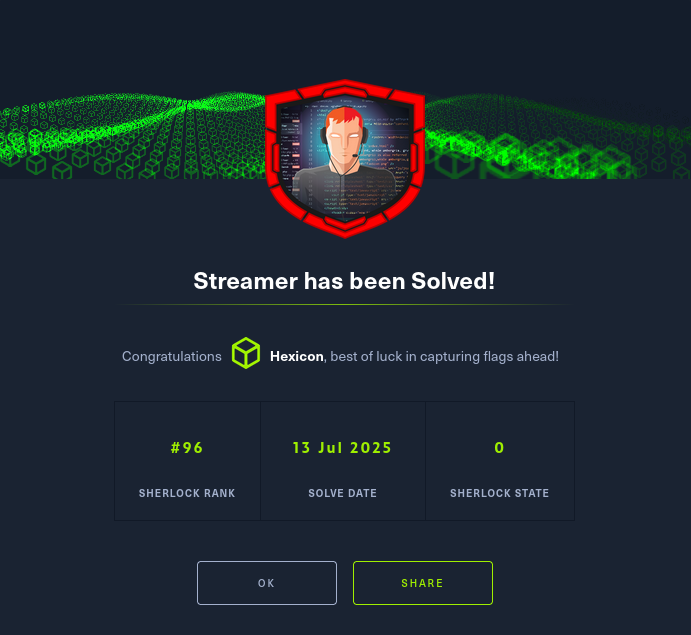 Streamer has been Solved!
Congratulations Hexicon, best of luck in capturing flags ahead!
#96 13 Jul 2025 0
SHERLOCK RANK SOLVE DATE SHERLOCK STATE
OK SHARE